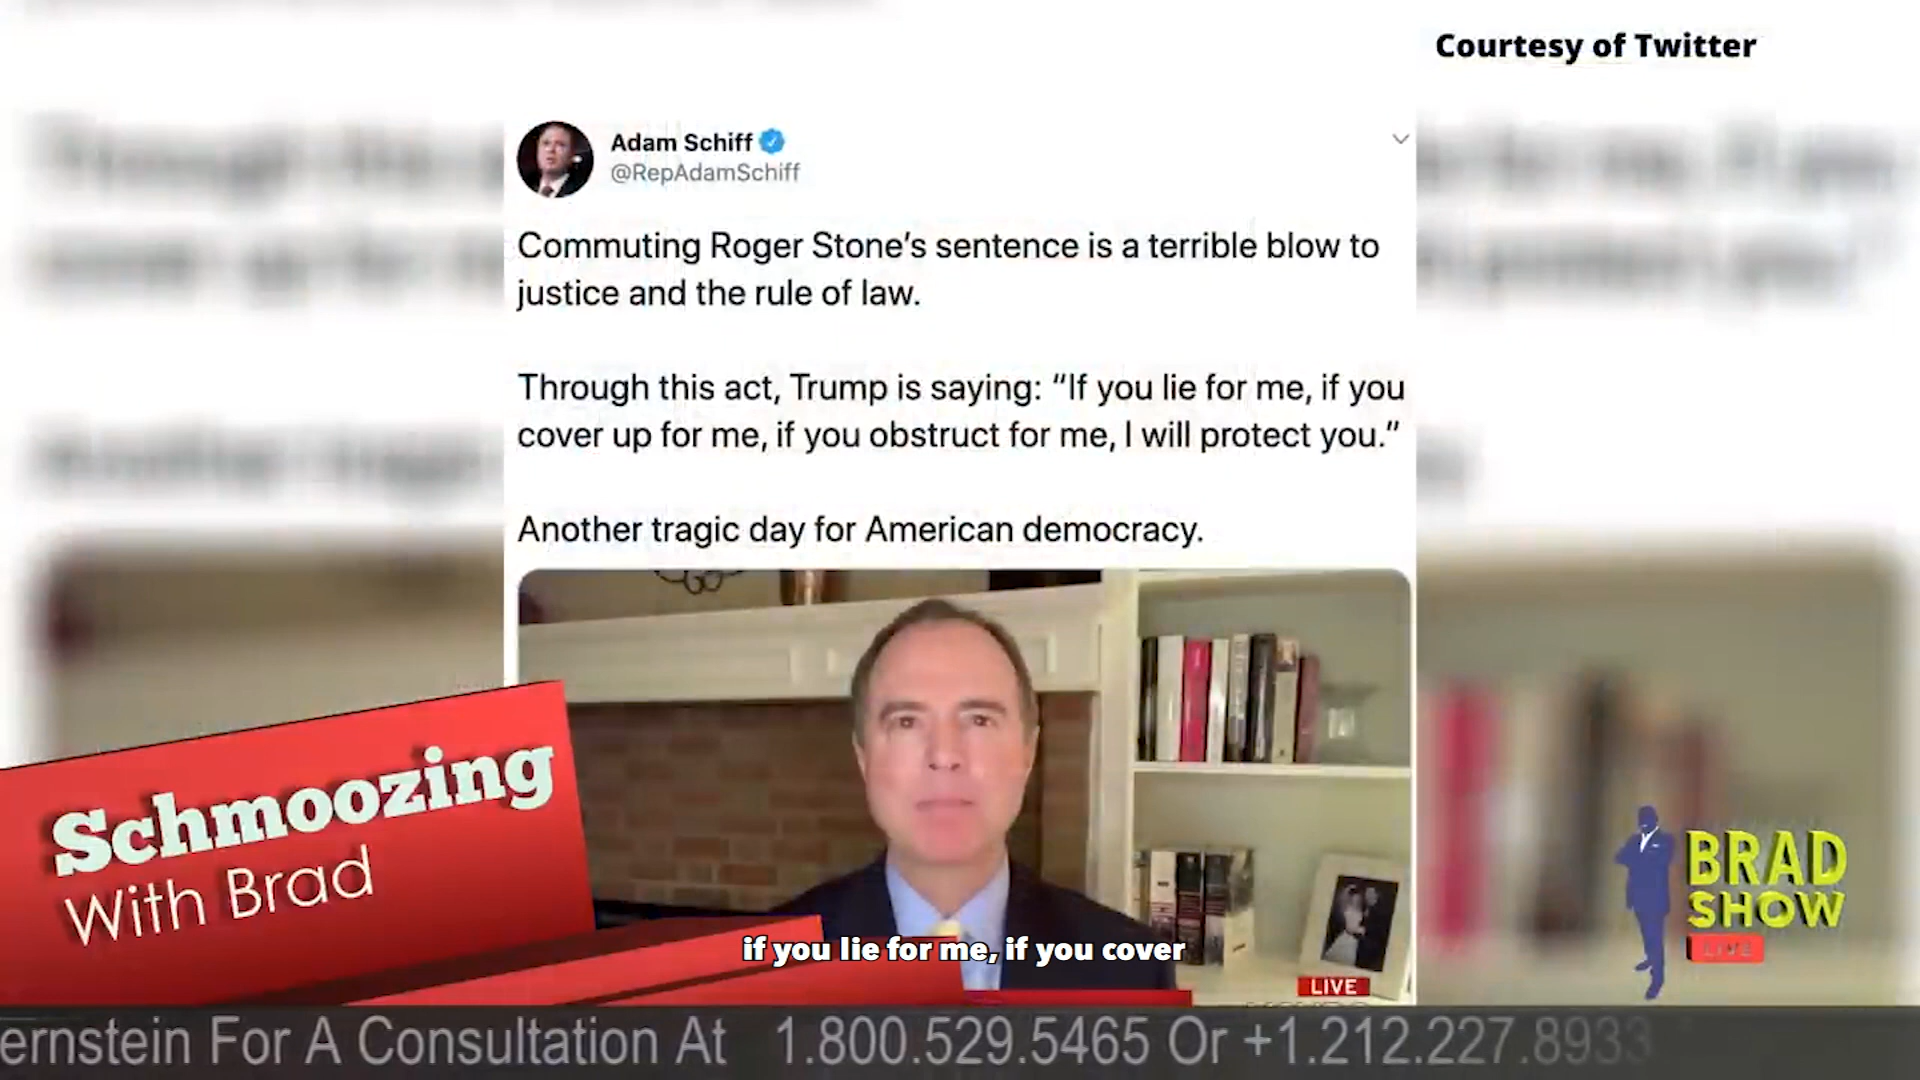 Courtesy of Twitter
Adam Schiff
@RepAdamSchiff
Commuting Roger Stone’s sentence is a terrible blow to
justice and the rule of law.
Through this act, Trump is saying: “If you lie for me, if you
cover up for me, if you obstruct for me, I will protect you.”
Another tragic day for American democracy.
Schmoozing
With Brad
BRAD
SHOW
LIVE
if you lie for me, if you cover
LIVE
ernstein For A Consultation At 1.800.529.5465 Or +1.212.227.8933